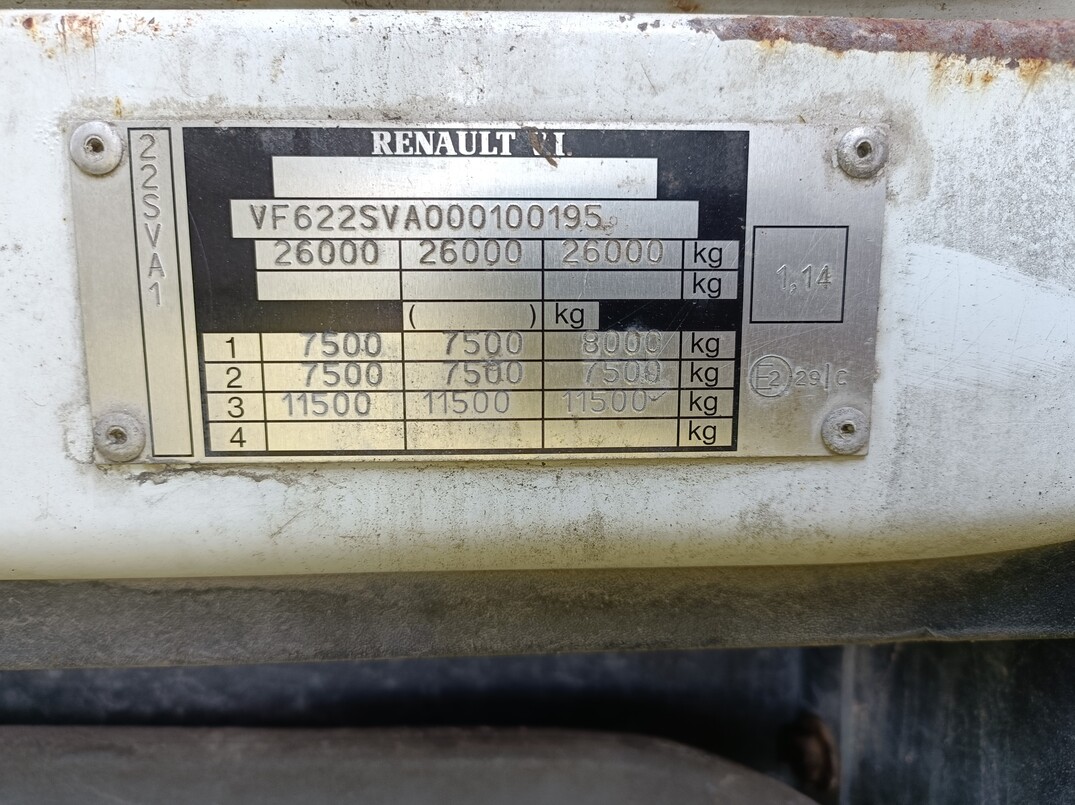 22SVA1
RENAULT V.I.
VF622SVA000100195
26000 26000 26000 kg
kg
( ) kg
1 7500 7500 8000 kg
2 7500 7500 7500 kg
3 11500 11500 11500 kg
4 kg
1,14
E2 29R C